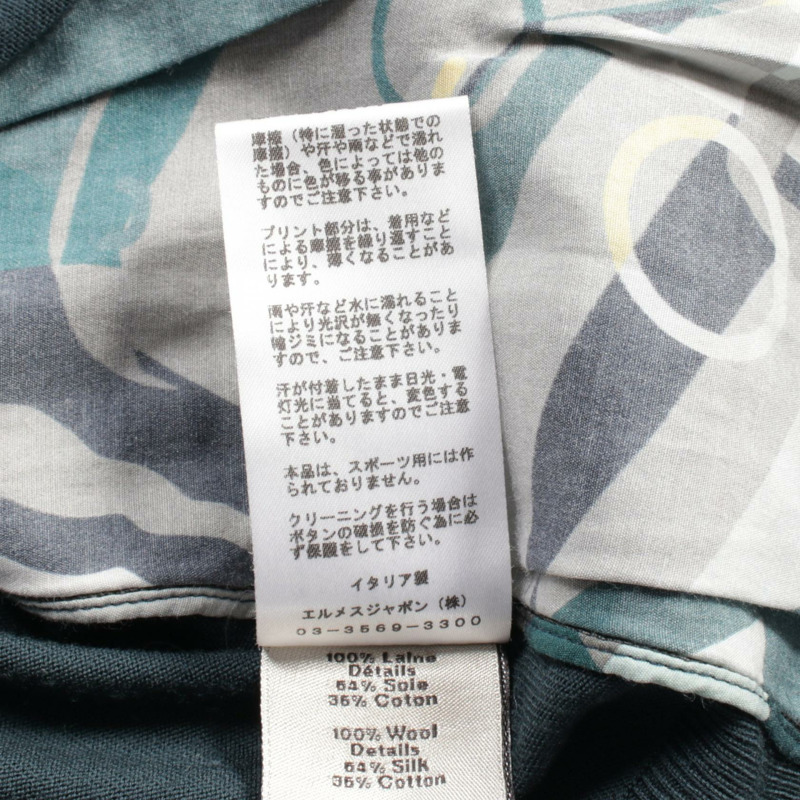 摩擦（特に湿った状態での
摩擦）や汗や雨などで濡れ
た場合、色によっては他の
ものに色が移る事がありま
すのでご注意下さい。
プリント部分は、着用など
による摩擦を繰り返すこと
により、薄くなることがあ
ります。
雨や汗など水に濡れること
により光沢が無くなったり
輪ジミになることがありま
すので、ご注意下さい。
汗が付着したまま日光・電
灯光に当てると、変色する
ことがありますのでご注意
下さい。
本品は、スポーツ用には作
られておりません。
クリーニングを行う場合は
ボタンの破損を防ぐ為に必
ず保護をして下さい。
イタリア製
エルメスジャポン（株）
03-3569-3300
100% Laine
Détails
64% Soie
36% Coton
100% Wool
Details
64% Silk
36% Cotton